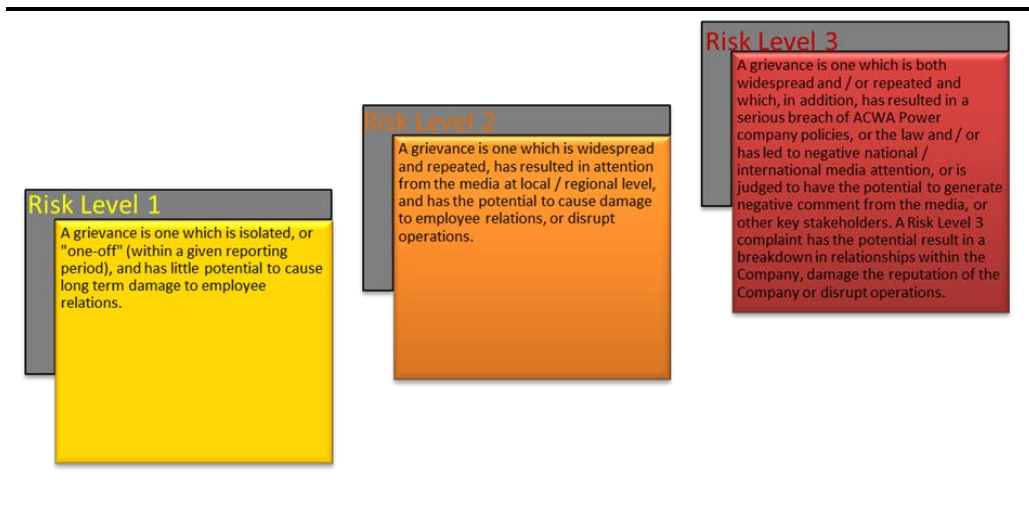 Risk Level 1
A grievance is one which is isolated, or
"one-off" (within a given reporting
period), and has little potential to cause
long term damage to employee
relations.
Risk Level 2
A grievance is one which is widespread
and repeated, has resulted in attention
from the media at local / regional level,
and has the potential to cause damage
to employee relations, or disrupt
operations.
Risk Level 3
A grievance is one which is both
widespread and / or repeated and
which, in addition, has resulted in a
serious breach of ACWA Power
company policies, or the law and / or
has led to negative national /
international media attention, or is
judged to have the potential to generate
negative comment from the media, or
other key stakeholders. A Risk Level 3
complaint has the potential result in a
breakdown in relationships within the
Company, damage the reputation of the
Company or disrupt operations.